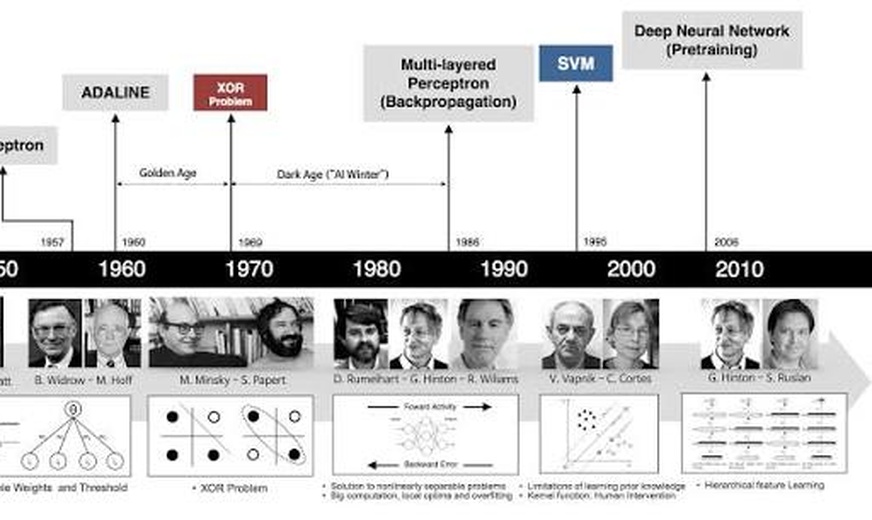 Deep Neural Network
(Pretraining)
Multi-layered
Perceptron
(Backpropagation)
SVM
ADALINE
XOR
Problem
eptron
Golden Age
Dark Age ("AI Winter")
1957
1960
1969
1986
1995
2006
50
1960
1970
1980
1990
2000
2010
att
B. Widrow – M. Hoff
M. Minsky – S. Papert
D. Rumelhart – G. Hinton – R. Wiliams
V. Vapnik – C. Cortes
G. Hinton – S. Ruslan
Foward Activity
Backward Error
le Weights and Threshold
• XOR Problem
• Solution to nonlinearly separable problems
• Big computation, local optima and overfitting
• Limitations of learning prior knowledge
• Kernel function: Human Intervention
• Hierarchical feature Learning